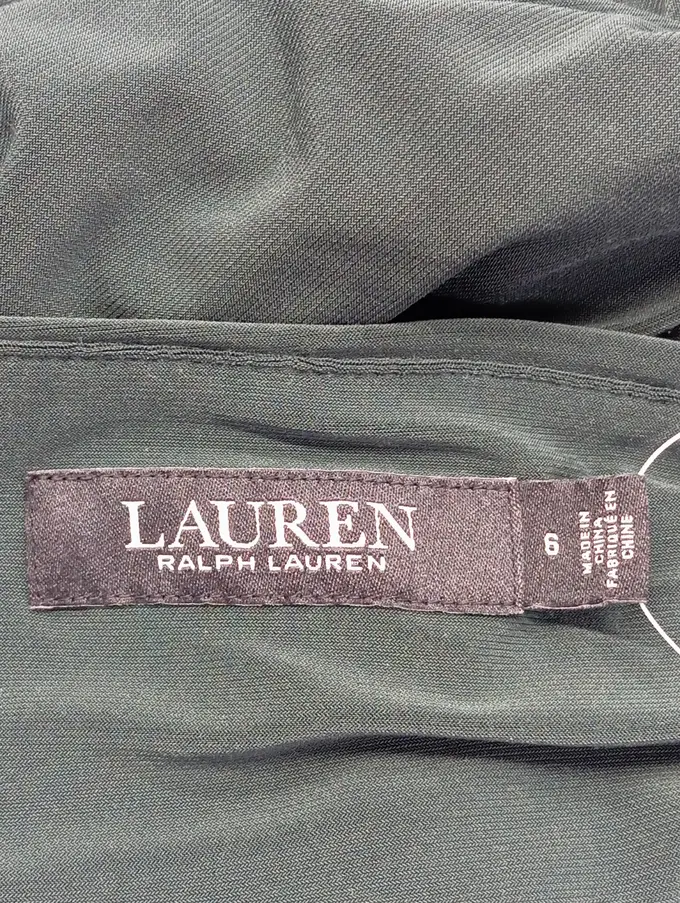 LAUREN
RALPH LAUREN
6
MADE IN
CHINA
FABRIQUÉ EN
CHINE